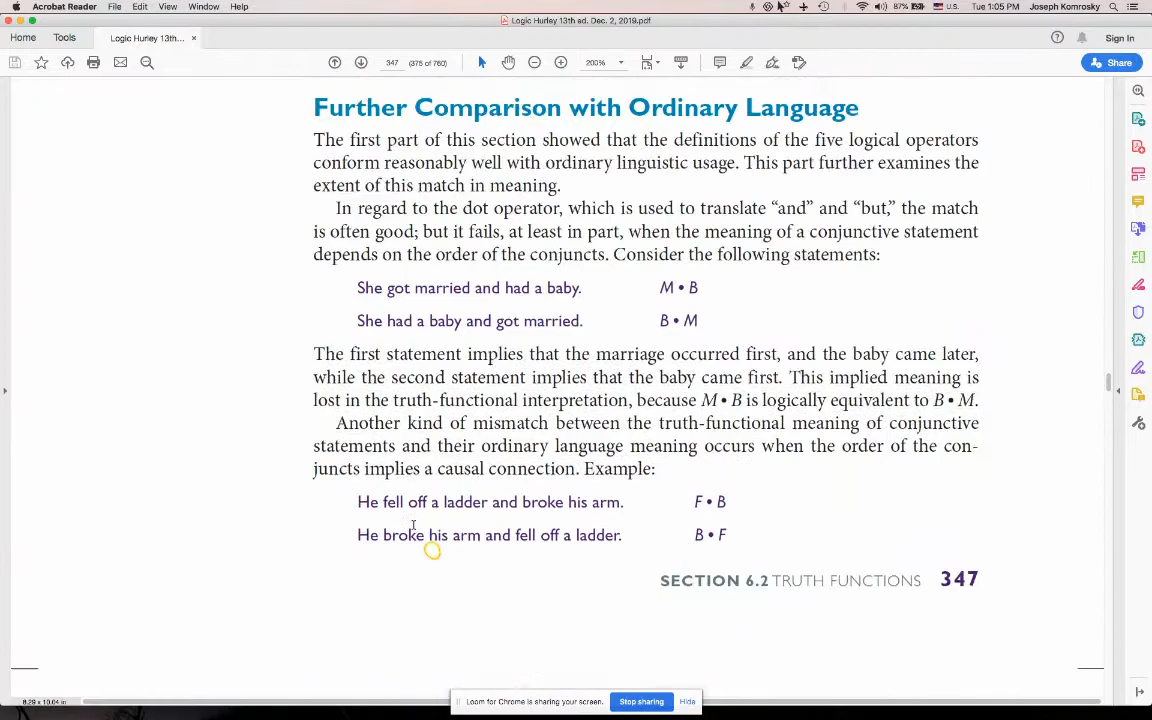 Acrobat Reader File Edit View Window Help 87% U.S. Tue 1:05 PM Joseph Komrosky
Logic Hurley 13th ed. Dec. 2, 2019.pdf
Home Tools Logic Hurley 13th... × Sign In
347 (375 of 760) 200% Share
Further Comparison with Ordinary Language
The first part of this section showed that the definitions of the five logical operators
conform reasonably well with ordinary linguistic usage. This part further examines the
extent of this match in meaning.
In regard to the dot operator, which is used to translate “and” and “but,” the match
is often good; but it fails, at least in part, when the meaning of a conjunctive statement
depends on the order of the conjuncts. Consider the following statements:
She got married and had a baby. M • B
She had a baby and got married. B • M
The first statement implies that the marriage occurred first, and the baby came later,
while the second statement implies that the baby came first. This implied meaning is
lost in the truth-functional interpretation, because M • B is logically equivalent to B • M.
Another kind of mismatch between the truth-functional meaning of conjunctive
statements and their ordinary language meaning occurs when the order of the con-
juncts implies a causal connection. Example:
He fell off a ladder and broke his arm. F • B
He broke his arm and fell off a ladder. B • F
SECTION 6.2 TRUTH FUNCTIONS 347
8.29 x 10.04 in
Loom for Chrome is sharing your screen. Stop sharing Hide